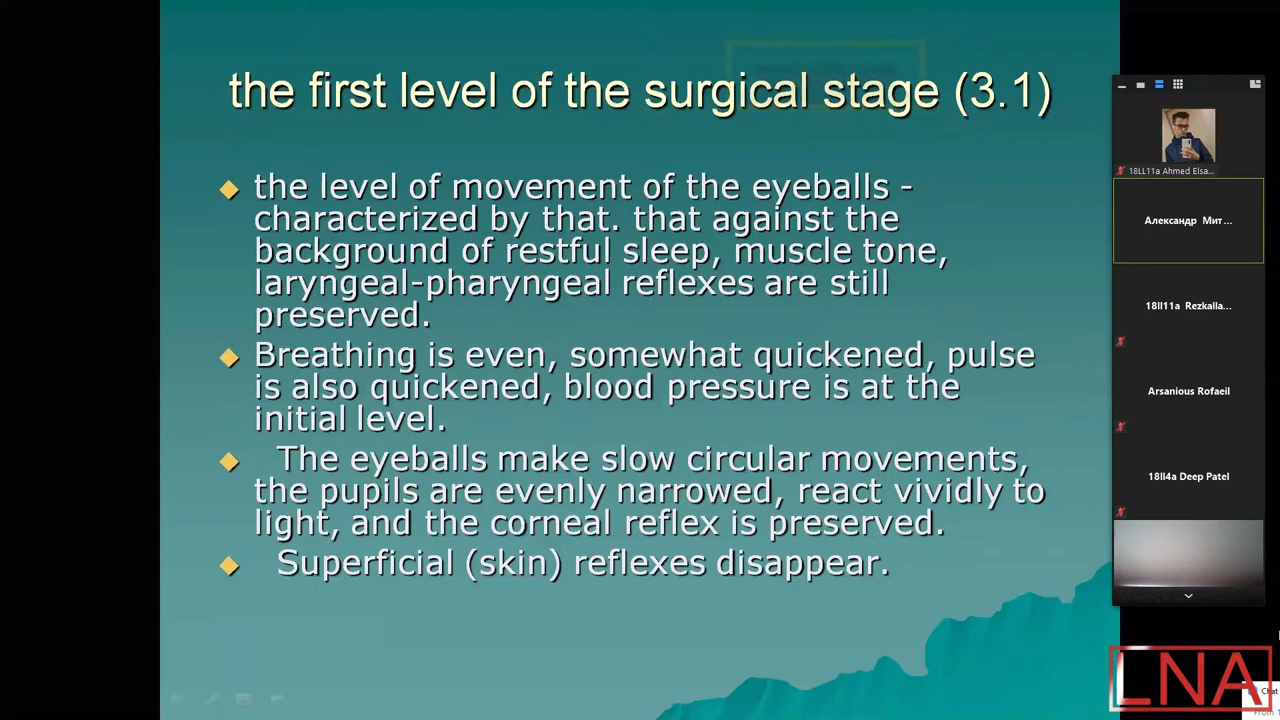 the first level of the surgical stage (3.1)
the level of movement of the eyeballs -
characterized by that. that against the
background of restful sleep, muscle tone,
laryngeal-pharyngeal reflexes are still
preserved.
Breathing is even, somewhat quickened, pulse
is also quickened, blood pressure is at the
initial level.
The eyeballs make slow circular movements,
the pupils are evenly narrowed, react vividly to
light, and the corneal reflex is preserved.
Superficial (skin) reflexes disappear.
18LL11a Ahmed Elsa...
Александр Мит...
18ll11a Rezkalla...
Arsanious Rofaeil
18ll4a Deep Patel
LNA
Chat
From 1